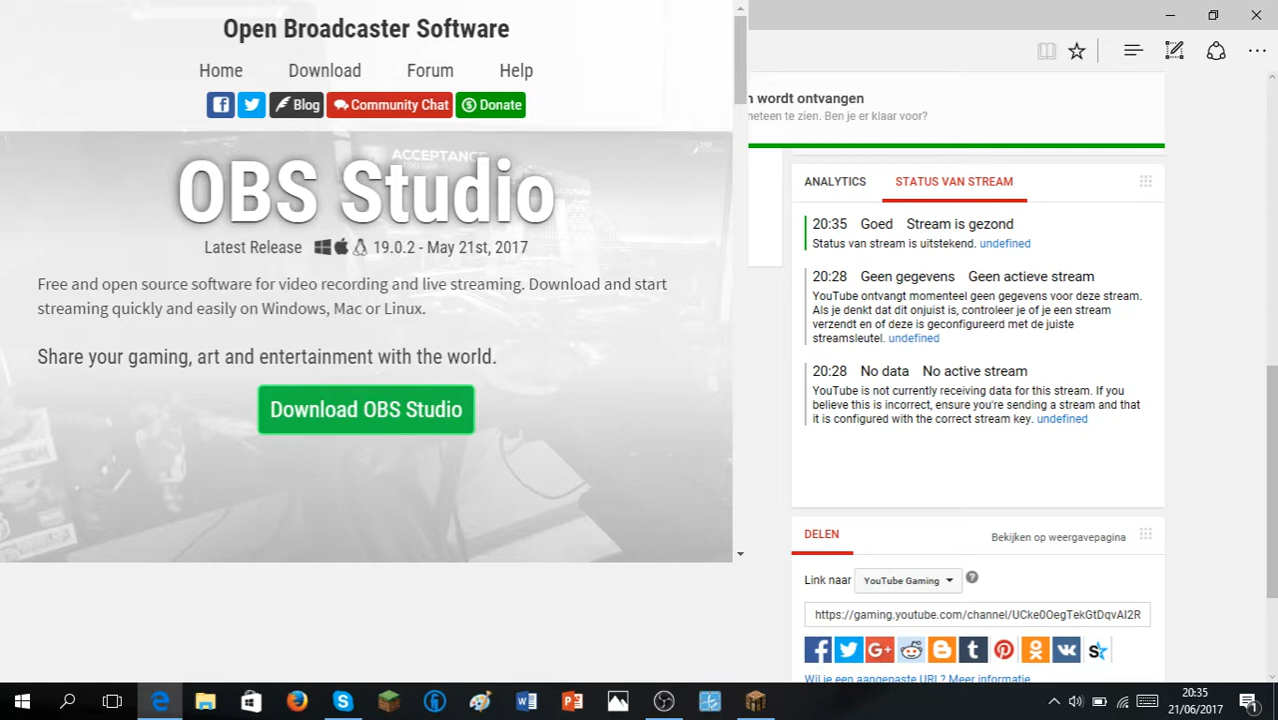 Open Broadcaster Software
Home Download Forum Help
Blog Community Chat Donate
ACCEPTANCE
OBS Studio
Latest Release 19.0.2 - May 21st, 2017
Free and open source software for video recording and live streaming. Download and start
streaming quickly and easily on Windows, Mac or Linux.
Share your gaming, art and entertainment with the world.
Download OBS Studio
n wordt ontvangen
neteen te zien. Ben je er klaar voor?
ANALYTICS STATUS VAN STREAM
20:35 Goed Stream is gezond
Status van stream is uitstekend. undefined
20:28 Geen gegevens Geen actieve stream
YouTube ontvangt momenteel geen gegevens voor deze stream.
Als je denkt dat dit onjuist is, controleer je of je een stream
verzendt en of deze is geconfigureerd met de juiste
streamsleutel. undefined
20:28 No data No active stream
YouTube is not currently receiving data for this stream. If you
believe this is incorrect, ensure you're sending a stream and that
it is configured with the correct stream key. undefined
DELEN Bekijken op weergavepagina
Link naar YouTube Gaming
https://gaming.youtube.com/channel/UCke0OegTekGtDqvAI2R
Wil je een aangepaste URL? Meer informatie
20:35
21/06/2017